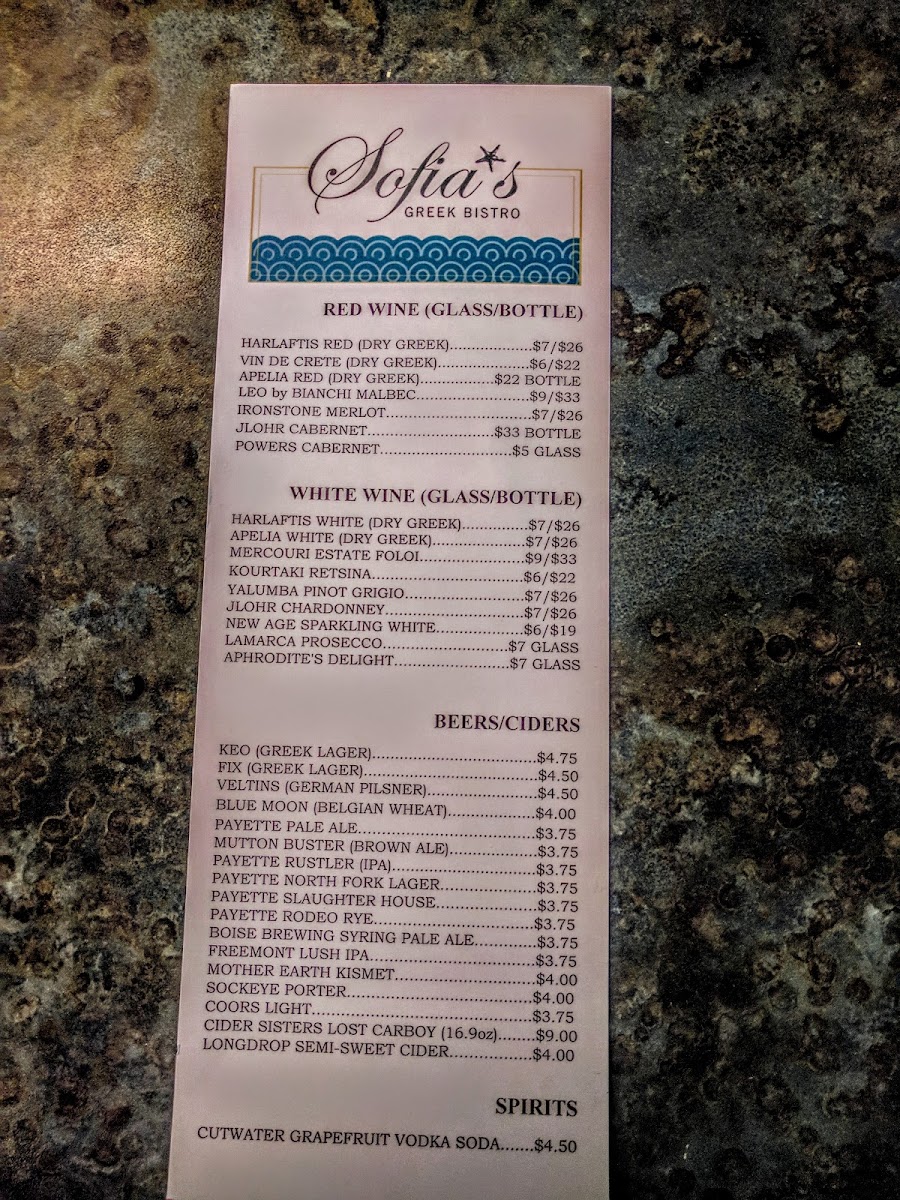 Sofia's
GREEK BISTRO
RED WINE (GLASS/BOTTLE)
HARLAFTIS RED (DRY GREEK)..................$7/$26
VIN DE CRETE (DRY GREEK)....................$6/$22
APELIA RED (DRY GREEK)................$22 BOTTLE
LEO by BIANCHI MALBEC.........................$9/$33
IRONSTONE MERLOT................................$7/$26
JLOHR CABERNET............................$33 BOTTLE
POWERS CABERNET.............................$5 GLASS
WHITE WINE (GLASS/BOTTLE)
HARLAFTIS WHITE (DRY GREEK)..............$7/$26
APELIA WHITE (DRY GREEK)....................$7/$26
MERCOURI ESTATE FOLOI.......................$9/$33
KOURTAKI RETSINA.................................$6/$22
YALUMBA PINOT GRIGIO..........................$7/$26
JLOHR CHARDONNEY..............................$7/$26
NEW AGE SPARKLING WHITE...................$6/$19
LAMARCA PROSECCO...........................$7 GLASS
APHRODITE'S DELIGHT.........................$7 GLASS
BEERS/CIDERS
KEO (GREEK LAGER)..........................................$4.75
FIX (GREEK LAGER)............................................$4.50
VELTINS (GERMAN PILSNER)..............................$4.50
BLUE MOON (BELGIAN WHEAT).........................$4.00
PAYETTE PALE ALE.......................................$3.75
MUTTON BUSTER (BROWN ALE)...................$3.75
PAYETTE RUSTLER (IPA)................................$3.75
PAYETTE NORTH FORK LAGER.....................$3.75
PAYETTE SLAUGHTER HOUSE......................$3.75
PAYETTE RODEO RYE...................................$3.75
BOISE BREWING SYRING PALE ALE..............$3.75
FREEMONT LUSH IPA....................................$3.75
MOTHER EARTH KISMET...............................$4.00
SOCKEYE PORTER........................................$4.00
COORS LIGHT...............................................$3.75
CIDER SISTERS LOST CARBOY (16.9oz)........$9.00
LONGDROP SEMI-SWEET CIDER..................$4.00
SPIRITS
CUTWATER GRAPEFRUIT VODKA SODA.......$4.50